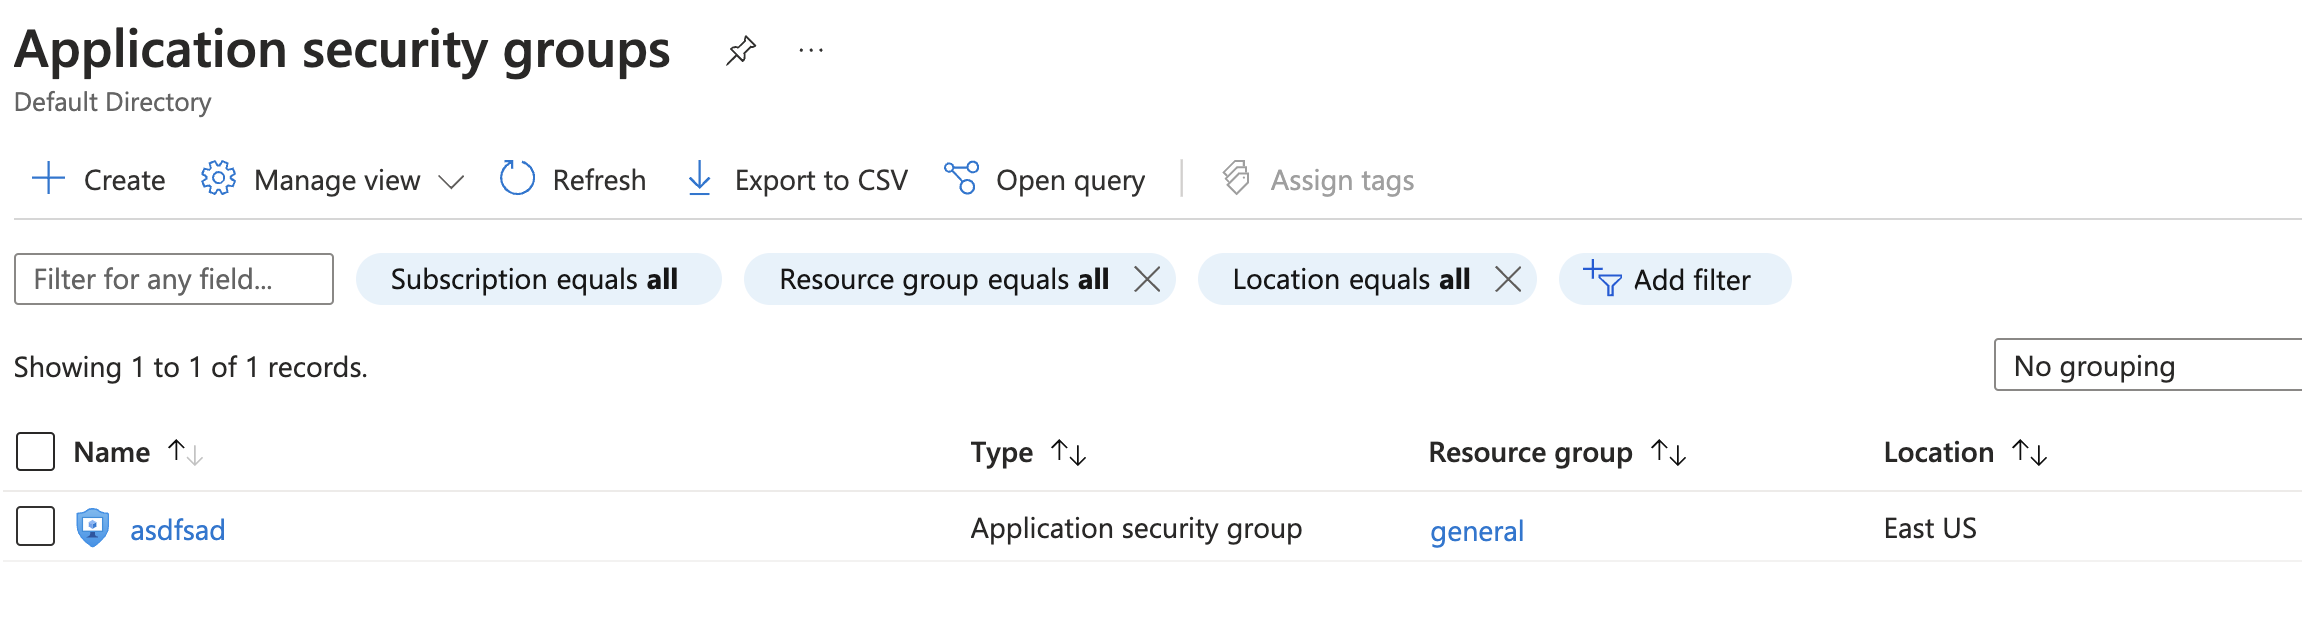 Application security groups
Default Directory
Create Manage view Refresh Export to CSV Open query Assign tags
Filter for any field... Subscription equals all Resource group equals all Location equals all Add filter
Showing 1 to 1 of 1 records. No grouping
Name Type Resource group Location
asdfsad Application security group general East US